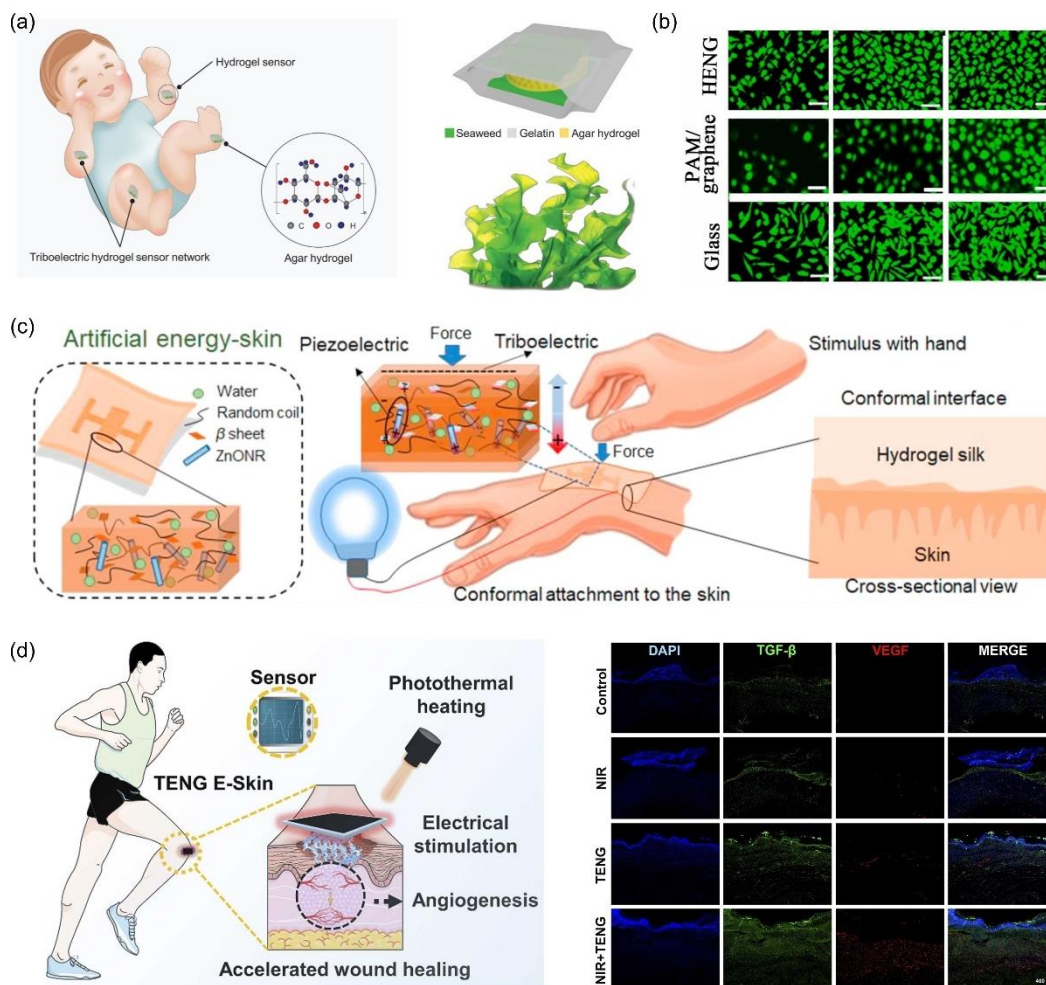 (a)
Hydrogel sensor
C O H
Triboelectric hydrogel sensor network
Agar hydrogel
Seaweed Gelatin Agar hydrogel
(b)
HENG
PAM/
graphene
Glass
(c)
Artificial energy-skin
Water
Random coil
β sheet
ZnONR
Piezoelectric
Force
Triboelectric
Stimulus with hand
Force
Conformal attachment to the skin
Conformal interface
Hydrogel silk
Skin
Cross-sectional view
(d)
Sensor
Photothermal
heating
TENG E-Skin
Electrical
stimulation
Angiogenesis
Accelerated wound healing
DAPI TGF-β VEGF MERGE
Control
NIR
TENG
NIR+TENG